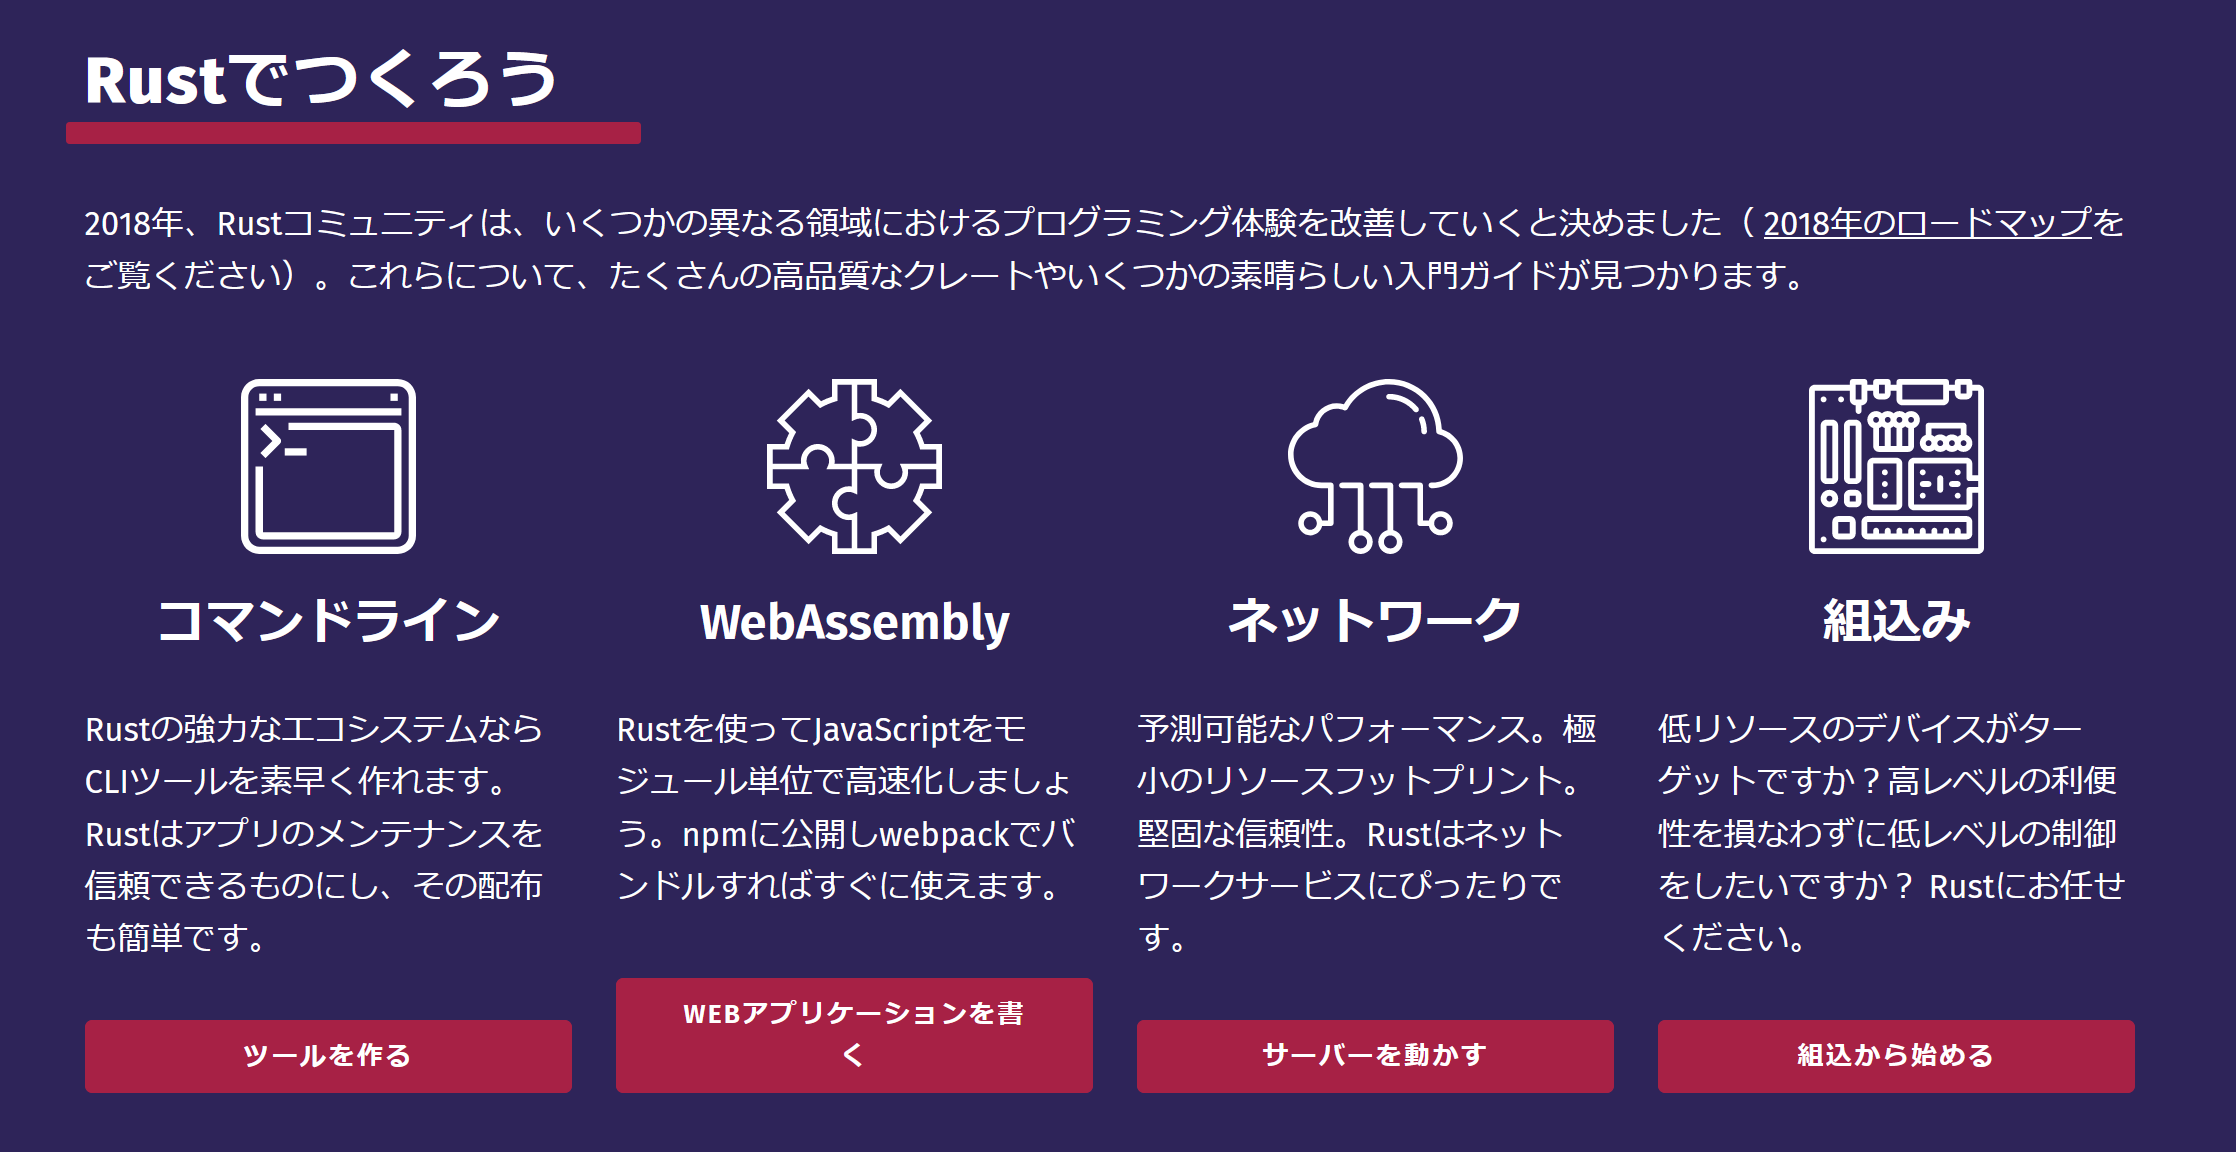 Rustでつくろう
2018年、Rustコミュニティは、いくつかの異なる領域におけるプログラミング体験を改善していくと決めました（ 2018年のロードマップを
ご覧ください）。これらについて、たくさんの高品質なクレートやいくつかの素晴らしい入門ガイドが見つかります。
コマンドライン
Rustの強力なエコシステムなら
CLIツールを素早く作れます。
Rustはアプリのメンテナンスを
信頼できるものにし、その配布
も簡単です。
ツールを作る
WebAssembly
Rustを使ってJavaScriptをモ
ジュール単位で高速化しましょ
う。npmに公開しwebpackでバ
ンドルすればすぐに使えます。
WEBアプリケーションを書
く
ネットワーク
予測可能なパフォーマンス。極
小のリソースフットプリント。
堅固な信頼性。Rustはネット
ワークサービスにぴったりで
す。
サーバーを動かす
組込み
低リソースのデバイスがター
ゲットですか？高レベルの利便
性を損なわずに低レベルの制御
をしたいですか？ Rustにお任せ
ください。
組込から始める